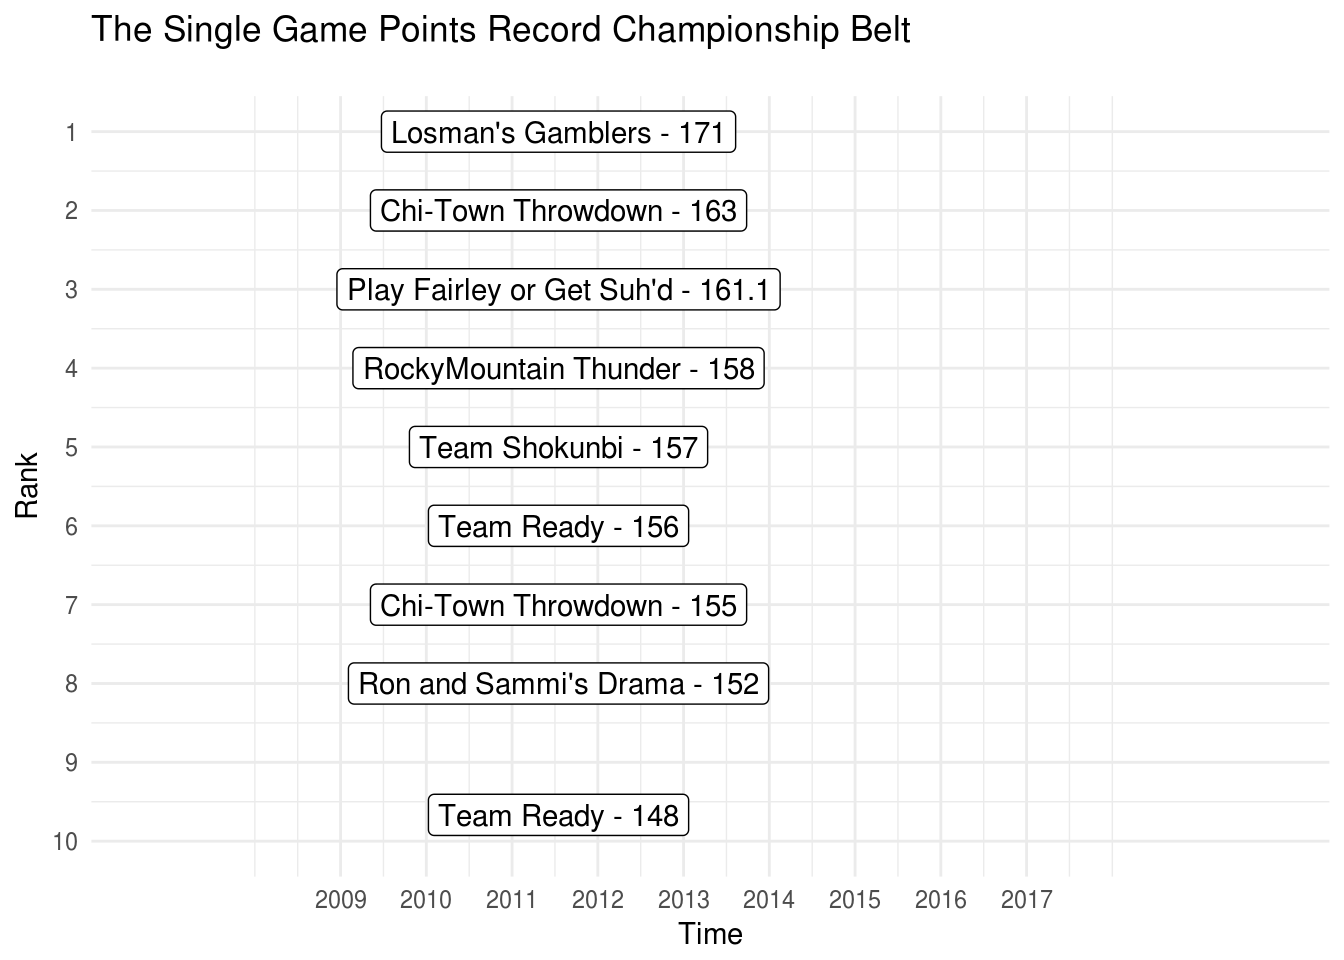 The Single Game Points Record Championship Belt
1
Losman's Gamblers - 171
2
Chi-Town Throwdown - 163
3
Play Fairley or Get Suh'd - 161.1
4
RockyMountain Thunder - 158
5
Team Shokunbi - 157
Rank
6
Team Ready - 156
7
Chi-Town Throwdown - 155
8
Ron and Sammi's Drama - 152
9
Team Ready - 148
10
2009 2010 2011 2012 2013 2014 2015 2016 2017
Time